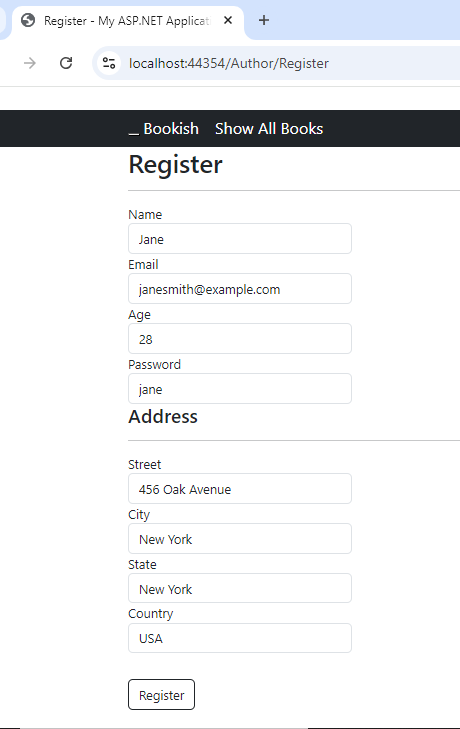 Register - My ASP.NET Applicati
localhost:44354/Author/Register
__ Bookish Show All Books
Register
Name
Jane
Email
janesmith@example.com
Age
28
Password
jane
Address
Street
456 Oak Avenue
City
New York
State
New York
Country
USA
Register